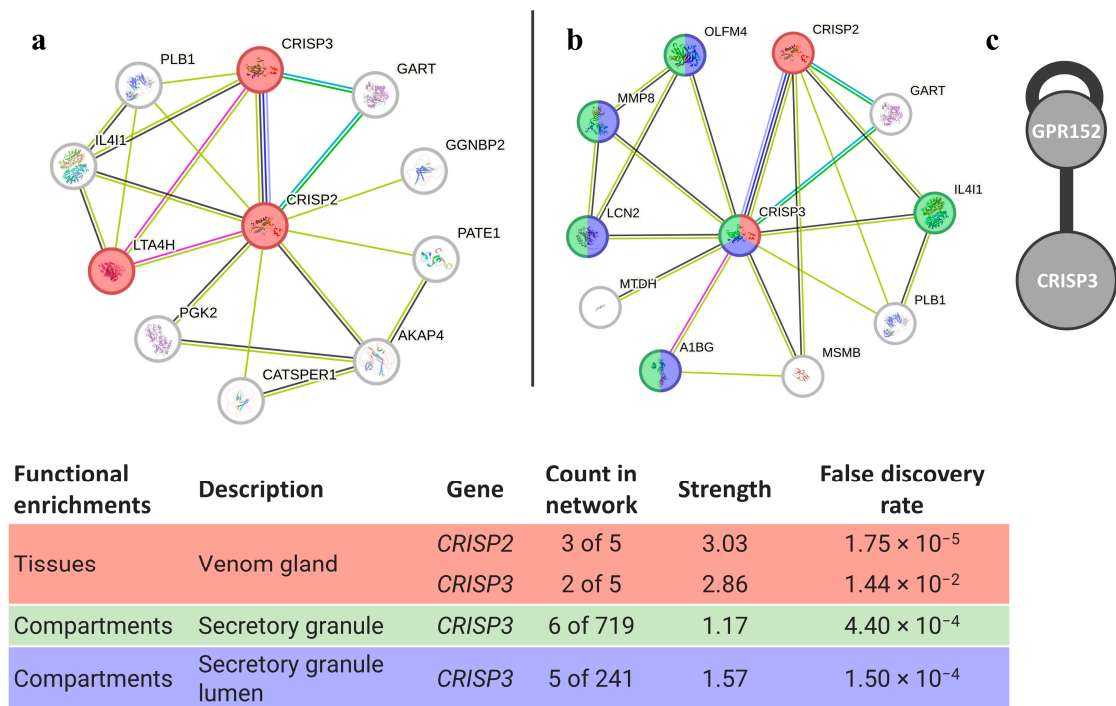 a
CRISP3
PLB1
GART
IL4I1
GGNBP2
CRISP2
LTA4H
PATE1
PGK2
AKAP4
CATSPER1
b
OLFM4
CRISP2
MMP8
GART
IL4I1
LCN2
CRISP3
MTDH
PLB1
A1BG
MSMB
c
GPR152
CRISP3
Functional enrichments Description Gene Count in network Strength False discovery rate
Tissues Venom gland CRISP2 3 of 5 3.03 1.75 × 10⁻⁵
CRISP3 2 of 5 2.86 1.44 × 10⁻²
Compartments Secretory granule CRISP3 6 of 719 1.17 4.40 × 10⁻⁴
Compartments Secretory granule lumen CRISP3 5 of 241 1.57 1.50 × 10⁻⁴